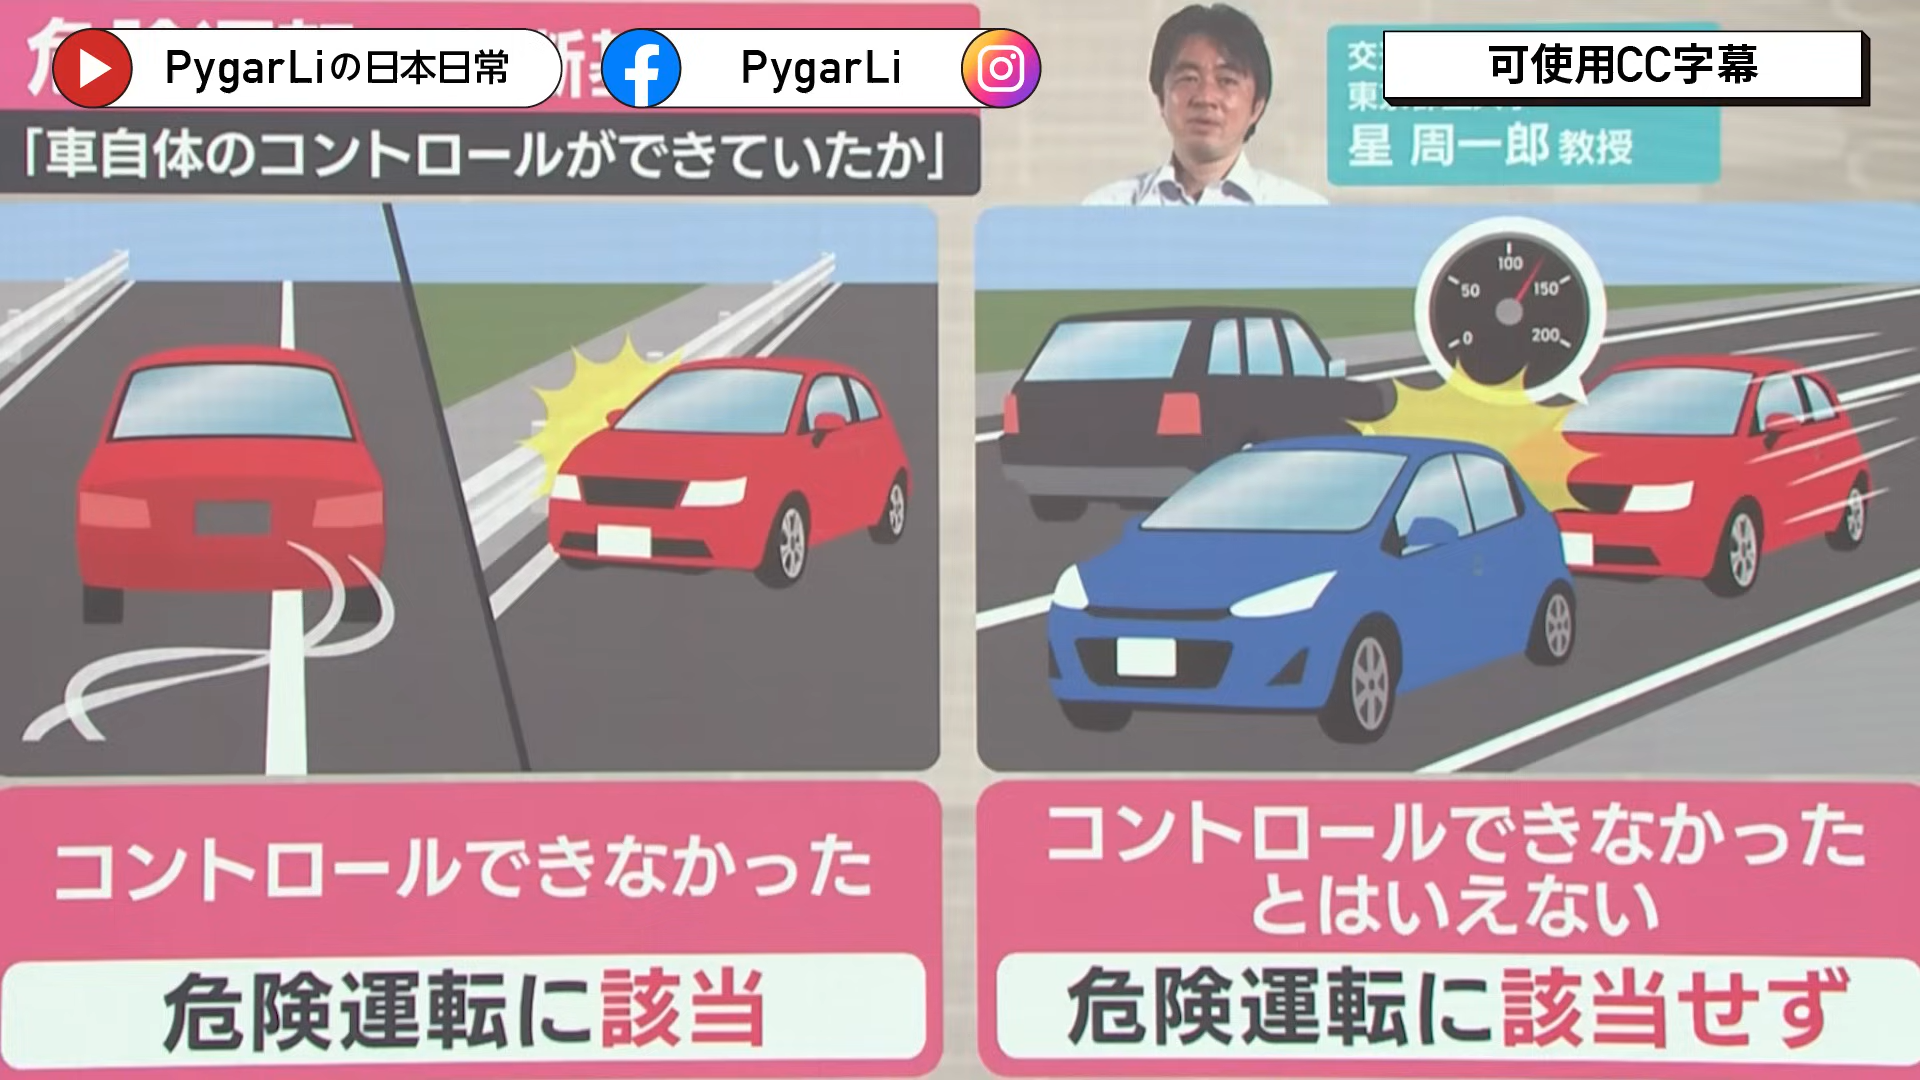 PygarLiの日本日常
PygarLi
可使用CC字幕
「車自体のコントロールができていたか」
星 周一郎 教授
100
50
150
0
200
コントロールできなかった
危険運転に該当
コントロールできなかった
とはいえない
危険運転に該当せず